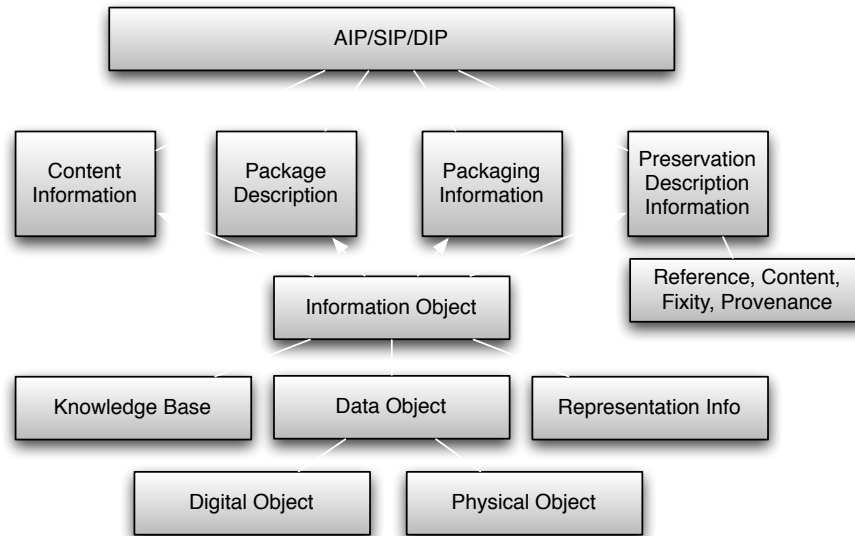 AIP/SIP/DIP
Content
Information
Package
Description
Packaging
Information
Preservation
Description
Information
Reference, Content,
Fixity, Provenance
Information Object
Knowledge Base
Data Object
Representation Info
Digital Object
Physical Object